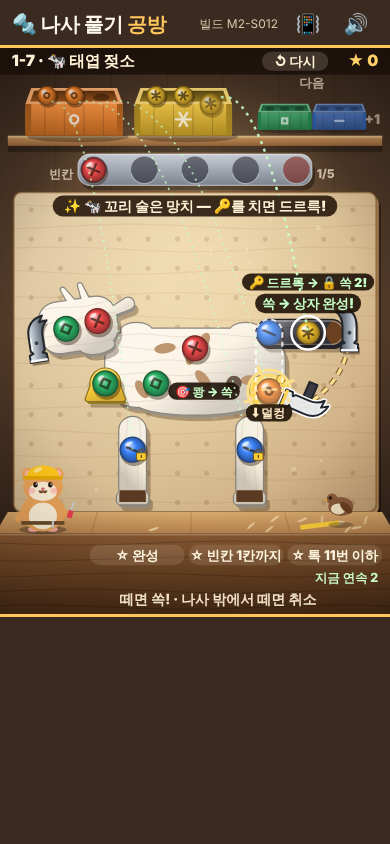 나사 풀기 공방
빌드 M2-S012
1-7 · 태엽 젖소
다시
★ 0
다음
+1
빈칸
1/5
✨ 🐄 꼬리 술은 망치 — 🔑를 치면 드르륵!
🔑 드르륵 → 🔒 쏙 2!
쏙 → 상자 완성!
🎯 쾅 → 쏙!
⬇덜컹
☆ 완성
☆ 빈칸 1칸까지
☆ 톡 11번 이하
지금 연속 2
떼면 쏙! · 나사 밖에서 떼면 취소